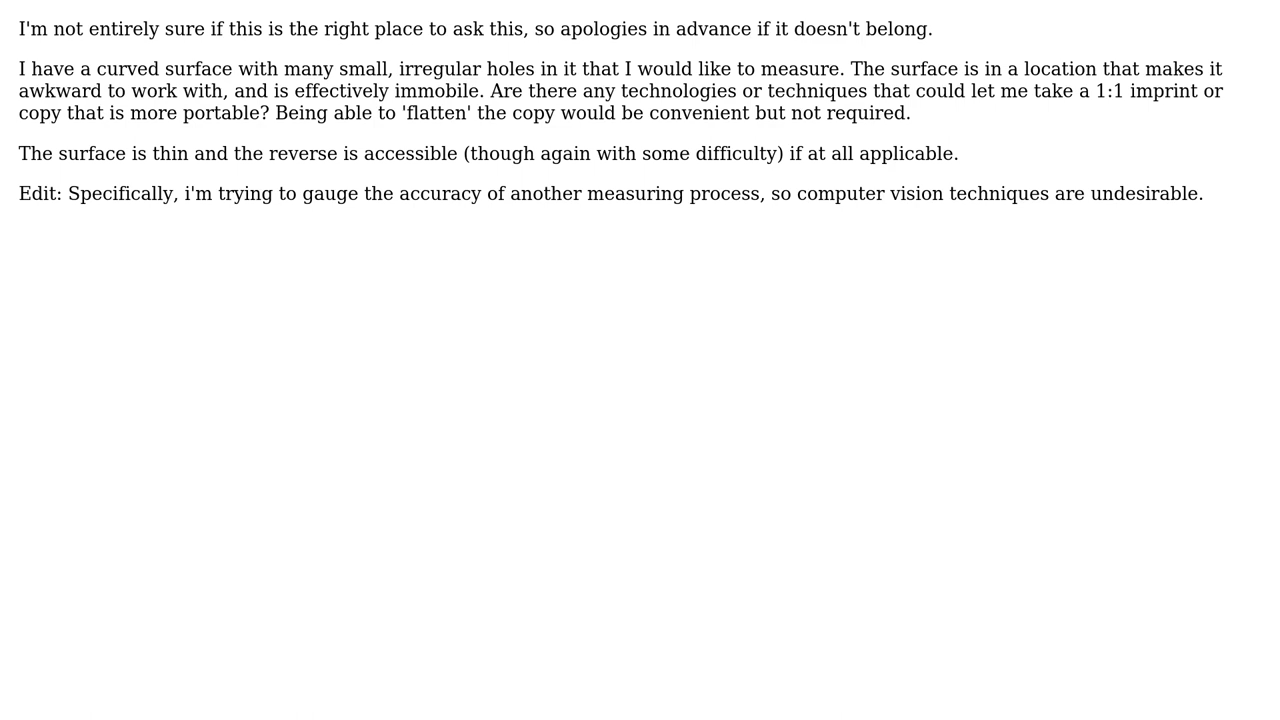 I'm not entirely sure if this is the right place to ask this, so apologies in advance if it doesn't belong.
I have a curved surface with many small, irregular holes in it that I would like to measure. The surface is in a location that makes it
awkward to work with, and is effectively immobile. Are there any technologies or techniques that could let me take a 1:1 imprint or
copy that is more portable? Being able to 'flatten' the copy would be convenient but not required.
The surface is thin and the reverse is accessible (though again with some difficulty) if at all applicable.
Edit: Specifically, i'm trying to gauge the accuracy of another measuring process, so computer vision techniques are undesirable.